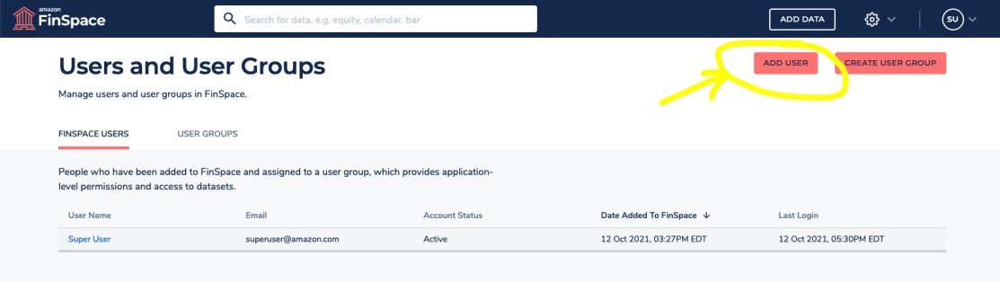 amazon
FinSpace
Search for data, e.g. equity, calendar, bar
ADD DATA
SU
Users and User Groups
ADD USER
CREATE USER GROUP
Manage users and user groups in FinSpace.
FINSPACE USERS
USER GROUPS
People who have been added to FinSpace and assigned to a user group, which provides application-
level permissions and access to datasets.
User Name
Email
Account Status
Date Added To FinSpace ↓
Last Login
Super User
superuser@amazon.com
Active
12 Oct 2021, 03:27PM EDT
12 Oct 2021, 05:30PM EDT